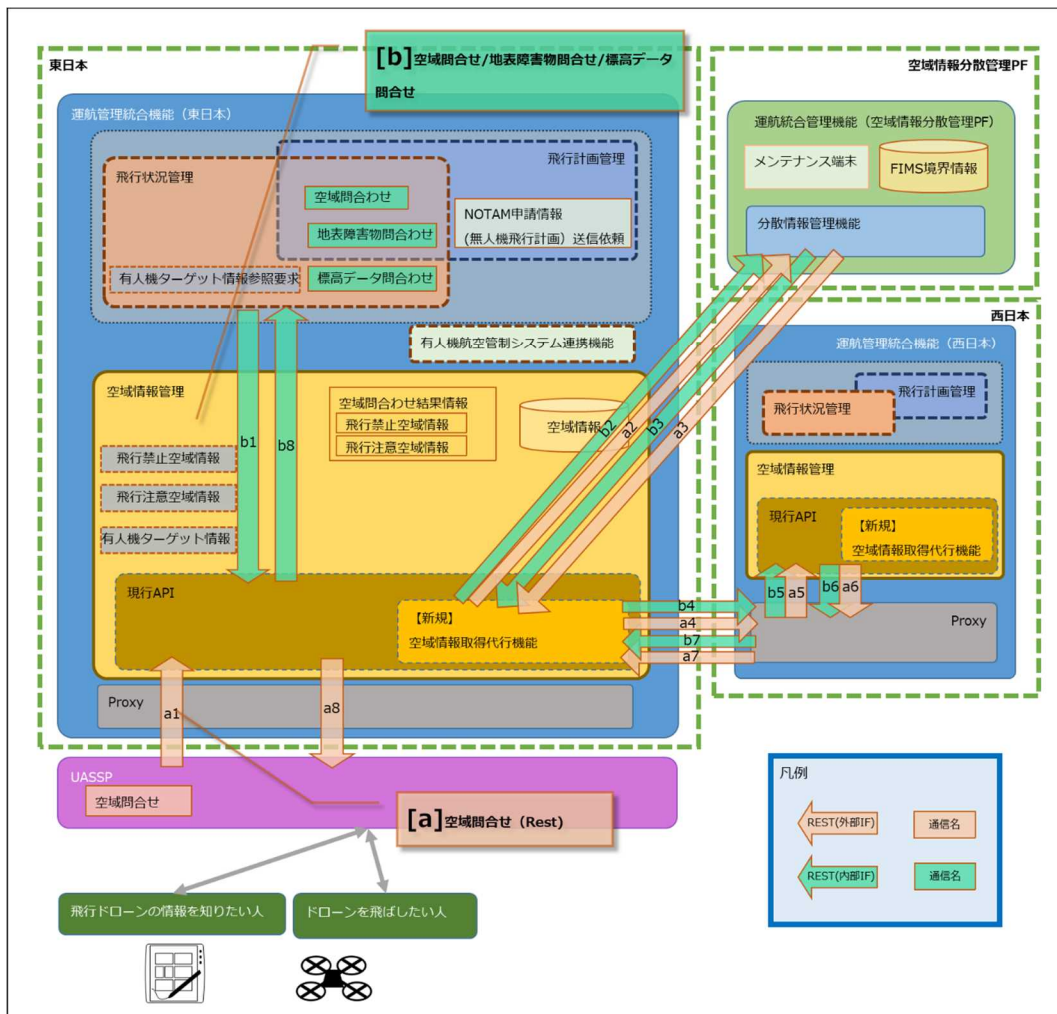 東日本
[b]空域問合せ/地表障害物問合せ/標高データ
問合せ
空域情報分散管理PF
運航管理統合機能（東日本）
飛行計画管理
飛行状況管理
空域問合わせ
地表障害物問合わせ
NOTAM申請情報
(無人機飛行計画）送信依頼
有人機ターゲット情報参照要求
標高データ問合わせ
有人機航空管制システム連携機能
運航統合管理機能（空域情報分散管理PF）
メンテナンス端末
FIMS境界情報
分散情報管理機能
西日本
運航管理統合機能（西日本）
飛行計画管理
飛行状況管理
空域情報管理
現行API
【新規】
空域情報取得代行機能
b5
a5
b6
a6
Proxy
空域情報管理
空域問合わせ結果情報
飛行禁止空域情報
飛行注意空域情報
空域情報
b1
b8
b2
a2
b3
a3
飛行禁止空域情報
飛行注意空域情報
有人機ターゲット情報
現行API
【新規】
空域情報取得代行機能
b4
a4
b7
a7
Proxy
a1
a8
UASSP
空域問合せ
[a]空域問合せ（Rest）
飛行ドローンの情報を知りたい人
ドローンを飛ばしたい人
凡例
REST(外部IF)
通信名
REST(内部IF)
通信名